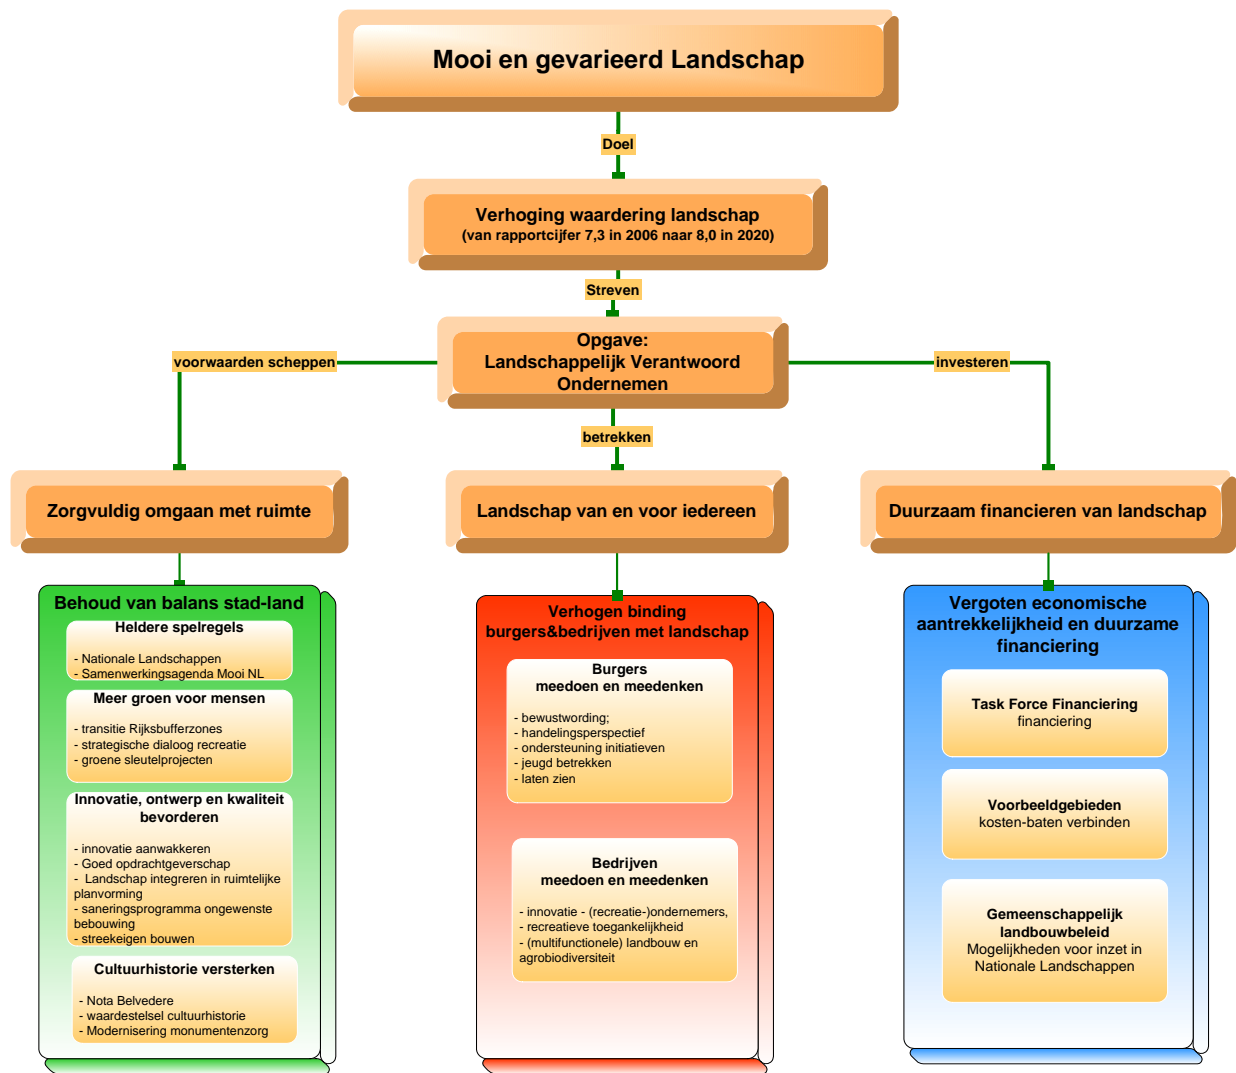 Mooi en gevarieerd Landschap
Doel
Verhoging waardering landschap
(van rapportcijfer 7,3 in 2006 naar 8,0 in 2020)
Streven
Opgave:
Landschappelijk Verantwoord
Ondernemen
voorwaarden scheppen
investeren
betrekken
Zorgvuldig omgaan met ruimte
Landschap van en voor iedereen
Duurzaam financieren van landschap
Behoud van balans stad-land
Heldere spelregels
- Nationale Landschappen
- Samenwerkingsagenda Mooi NL
Meer groen voor mensen
- transitie Rijksbufferzones
- strategische dialoog recreatie
- groene sleutelprojecten
Innovatie, ontwerp en kwaliteit
bevorderen
- innovatie aanwakkeren
- Goed opdrachtgeverschap
- Landschap integreren in ruimtelijke
planvorming
- saneringsprogramma ongewenste
bebouwing
- streekeigen bouwen
Cultuurhistorie versterken
- Nota Belvedere
- waardestelsel cultuurhistorie
- Modernisering monumentenzorg
Verhogen binding
burgers&bedrijven met landschap
Burgers
meedoen en meedenken
- bewustwording;
- handelingsperspectief
- ondersteuning initiatieven
- jeugd betrekken
- laten zien
Bedrijven
meedoen en meedenken
- innovatie - (recreatie-)ondernemers,
- recreatieve toegankelijkheid
- (multifunctionele) landbouw en
agrobiodiversiteit
Vergoten economische
aantrekkelijkheid en duurzame
financiering
Task Force Financiering
financiering
Voorbeeldgebieden
kosten-baten verbinden
Gemeenschappelijk
landbouwbeleid
Mogelijkheden voor inzet in
Nationale Landschappen